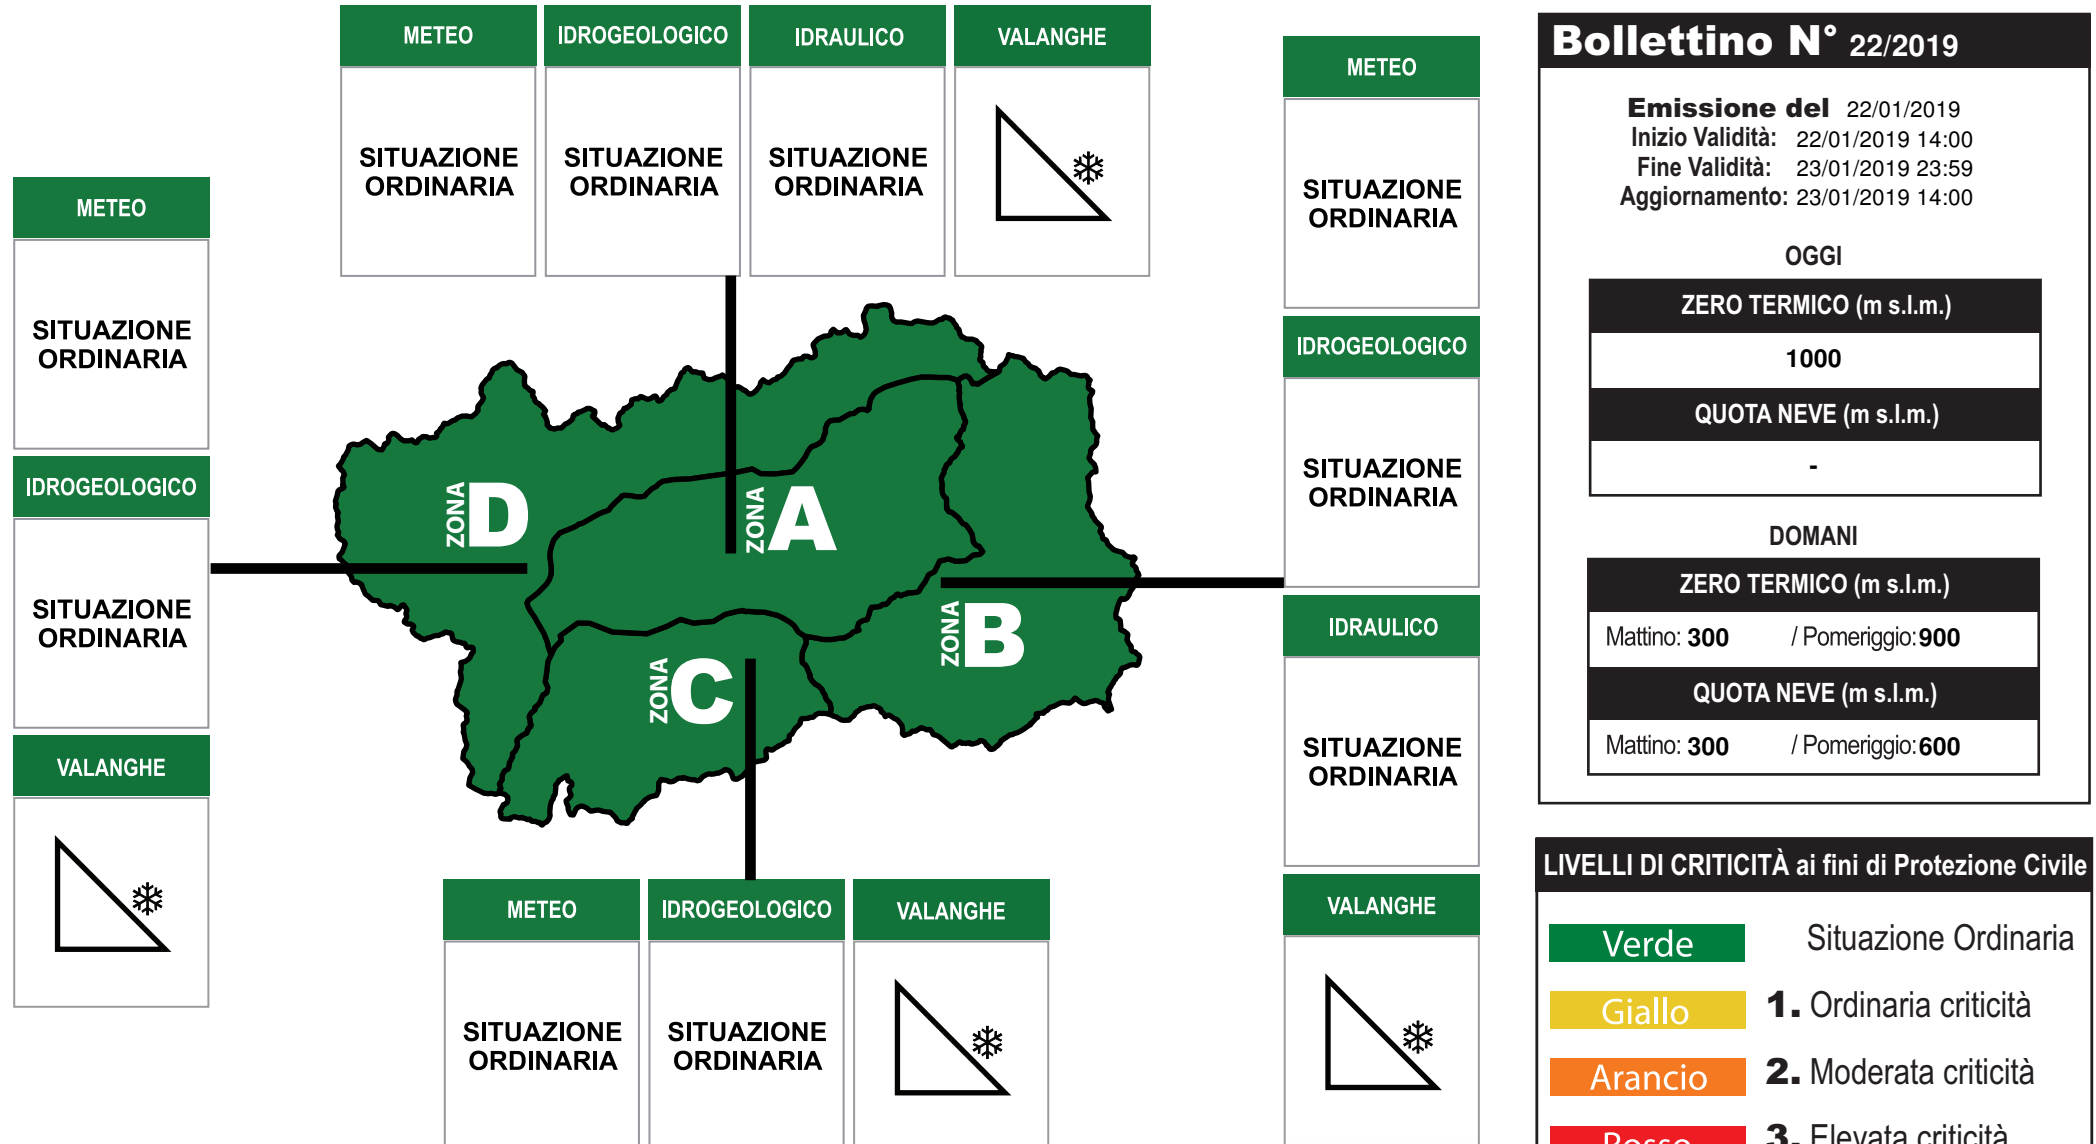 METEO IDROGEOLOGICO IDRAULICO VALANGHE
SITUAZIONE ORDINARIA
SITUAZIONE ORDINARIA
SITUAZIONE ORDINARIA
METEO
SITUAZIONE
ORDINARIA
IDROGEOLOGICO
SITUAZIONE
ORDINARIA
VALANGHE
ZONA D
ZONA A
ZONA B
ZONA C
METEO IDROGEOLOGICO VALANGHE
SITUAZIONE ORDINARIA
SITUAZIONE ORDINARIA
METEO
SITUAZIONE
ORDINARIA
IDROGEOLOGICO
SITUAZIONE
ORDINARIA
IDRAULICO
SITUAZIONE
ORDINARIA
VALANGHE
Bollettino N° 22/2019
Emissione del 22/01/2019
Inizio Validità: 22/01/2019 14:00
Fine Validità: 23/01/2019 23:59
Aggiornamento: 23/01/2019 14:00
OGGI
ZERO TERMICO (m s.l.m.)
1000
QUOTA NEVE (m s.l.m.)
-
DOMANI
ZERO TERMICO (m s.l.m.)
Mattino: 300 / Pomeriggio: 900
QUOTA NEVE (m s.l.m.)
Mattino: 300 / Pomeriggio: 600
LIVELLI DI CRITICITÀ ai fini di Protezione Civile
Verde Situazione Ordinaria
Giallo 1. Ordinaria criticità
Arancio 2. Moderata criticità
Rosso 3. Elevata criticità